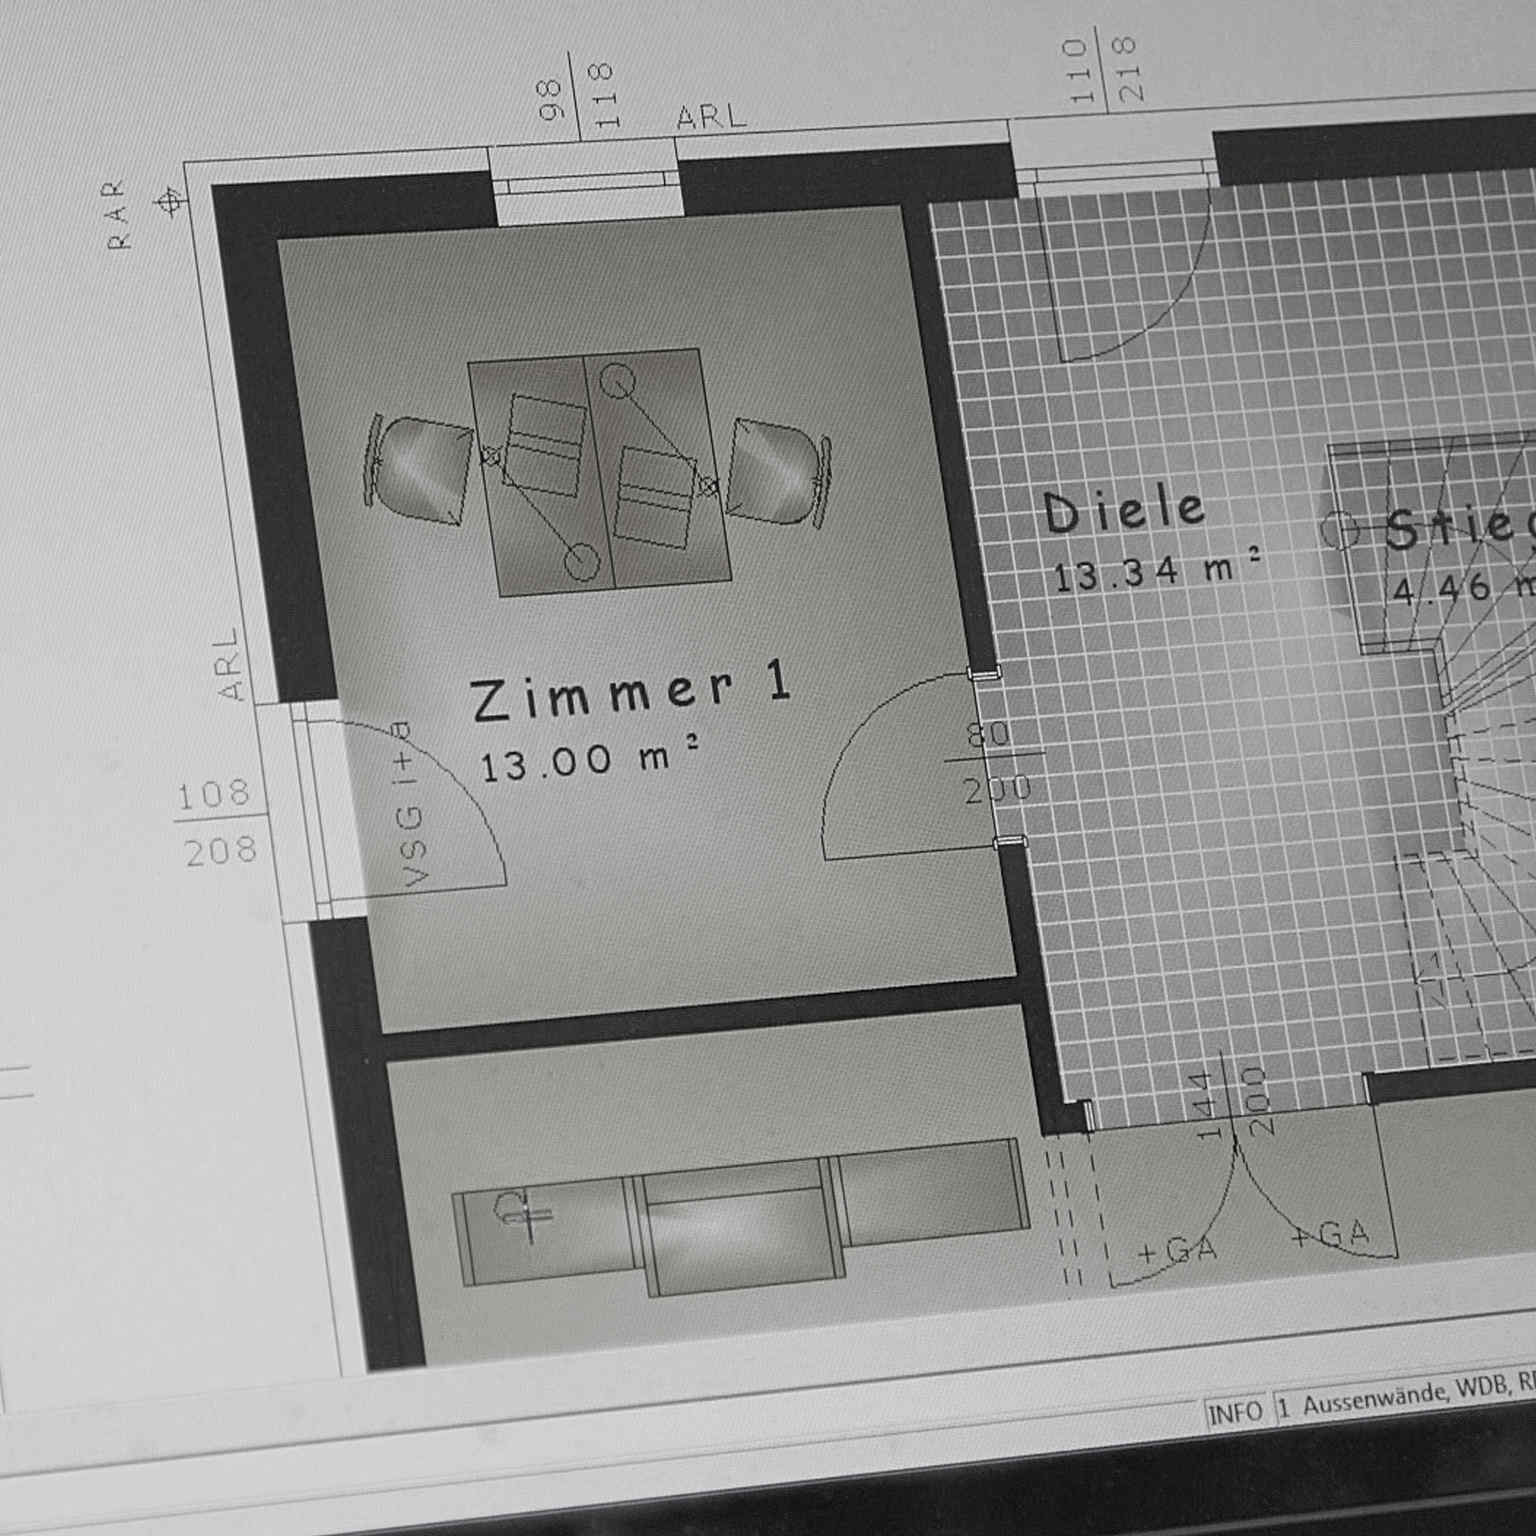 98
118
ARL
110
218
RAR
Diele
13.34 m²
4.46
ARL
Zimmer 1
13.00 m²
108
208
VSG i+a
80
200
144
200
+GA
+GA
INFO
1 Aussenwände, WDB,